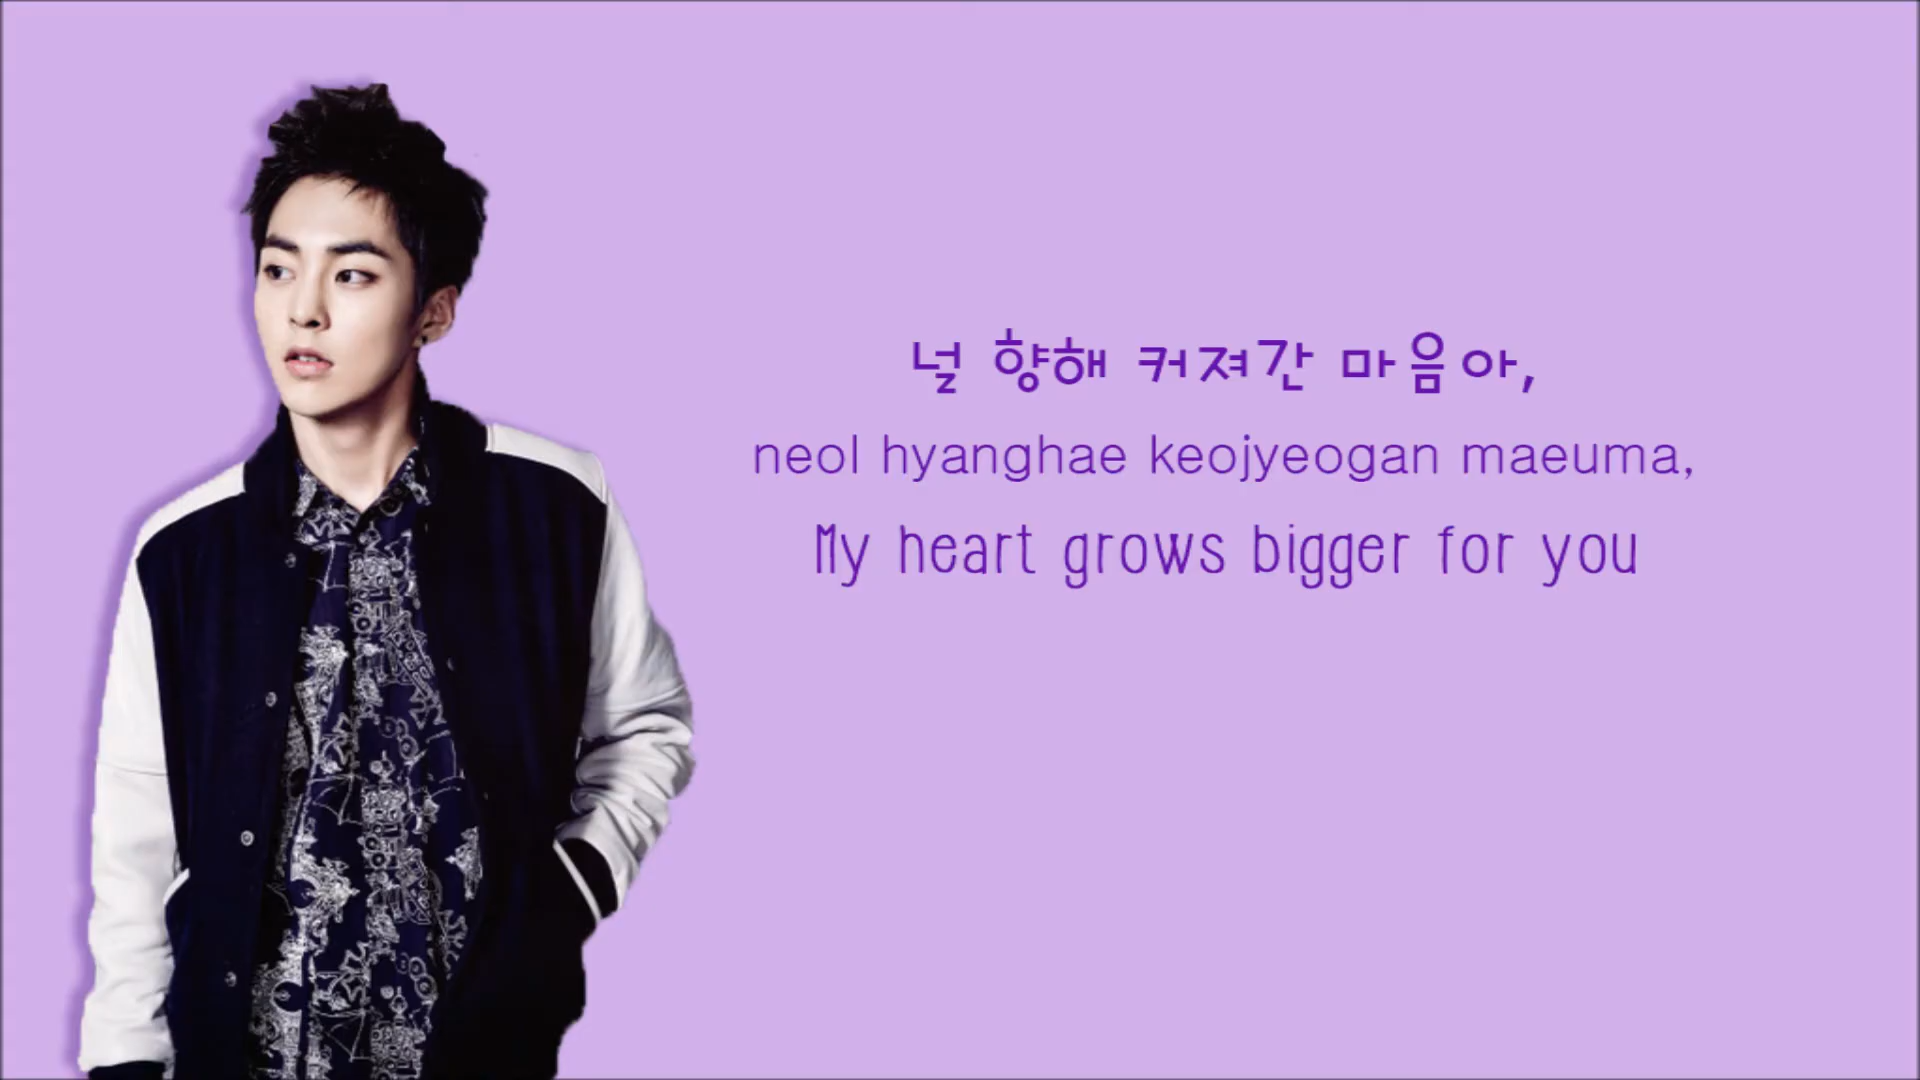 널 향해 커져간 마음아,
neol hyanghae keojyeogan maeuma,
My heart grows bigger for you